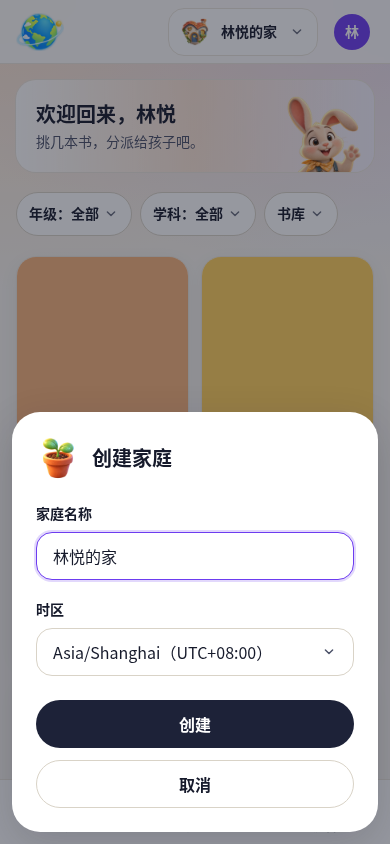 林悦的家
林
欢迎回来，林悦
挑几本书，分派给孩子吧。
年级：全部
学科：全部
书库
创建家庭
家庭名称
林悦的家
时区
Asia/Shanghai（UTC+08:00）
创建
取消